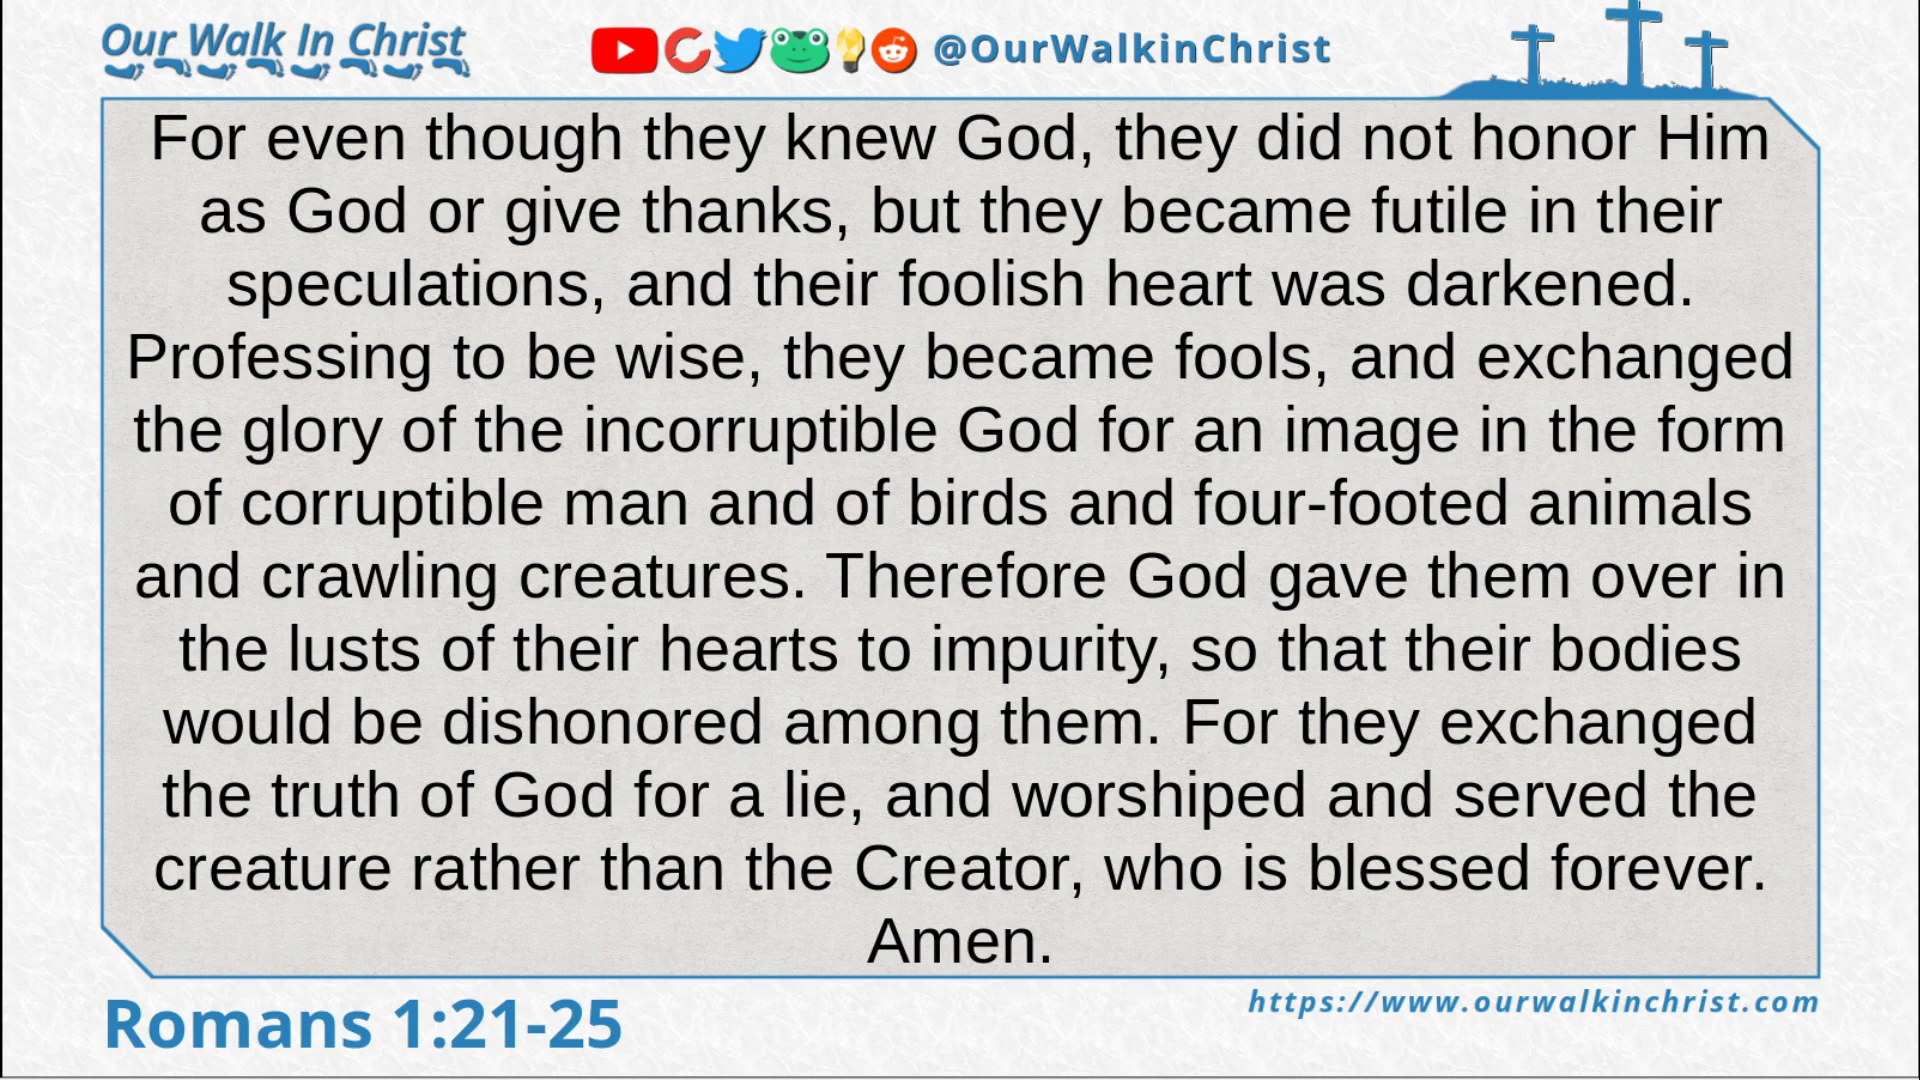 Our Walk In Christ
@OurWalkinChrist
For even though they knew God, they did not honor Him
as God or give thanks, but they became futile in their
speculations, and their foolish heart was darkened.
Professing to be wise, they became fools, and exchanged
the glory of the incorruptible God for an image in the form
of corruptible man and of birds and four-footed animals
and crawling creatures. Therefore God gave them over in
the lusts of their hearts to impurity, so that their bodies
would be dishonored among them. For they exchanged
the truth of God for a lie, and worshiped and served the
creature rather than the Creator, who is blessed forever.
Amen.
Romans 1:21-25
https://www.ourwalkinchrist.com